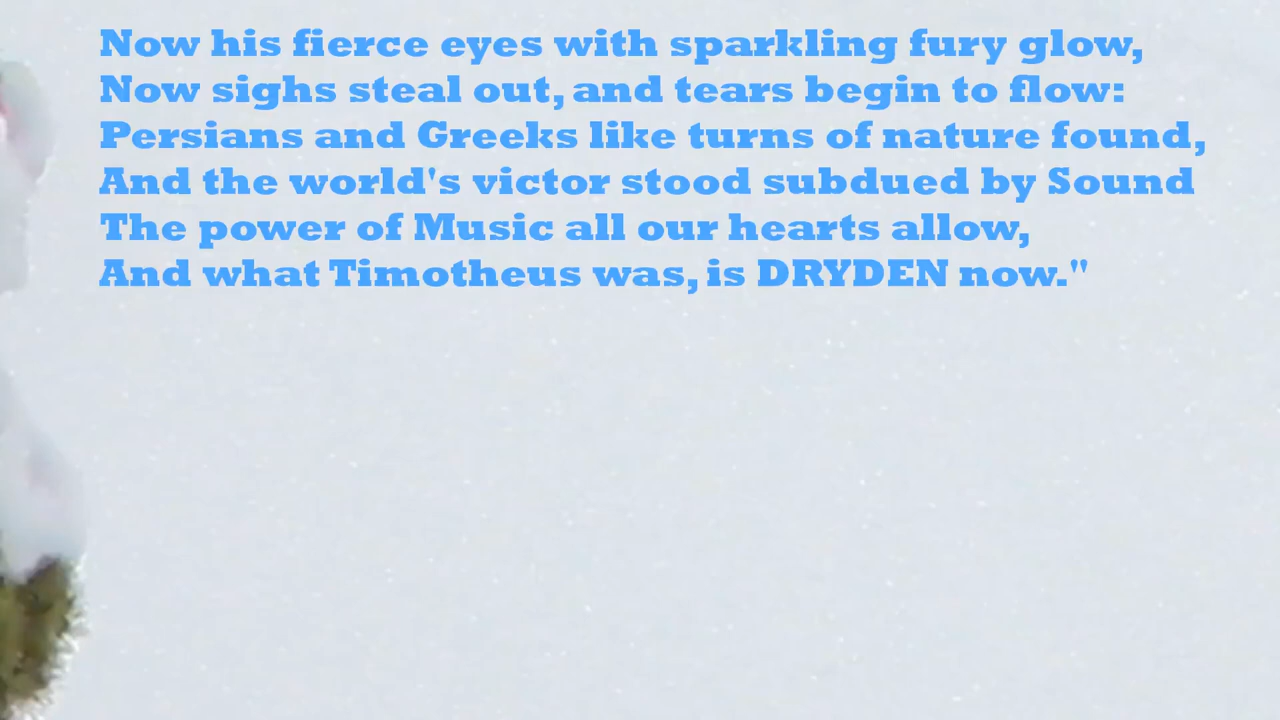 Now his fierce eyes with sparkling fury glow,
Now sighs steal out, and tears begin to flow:
Persians and Greeks like turns of nature found,
And the world's victor stood subdued by Sound
The power of Music all our hearts allow,
And what Timotheus was, is DRYDEN now."